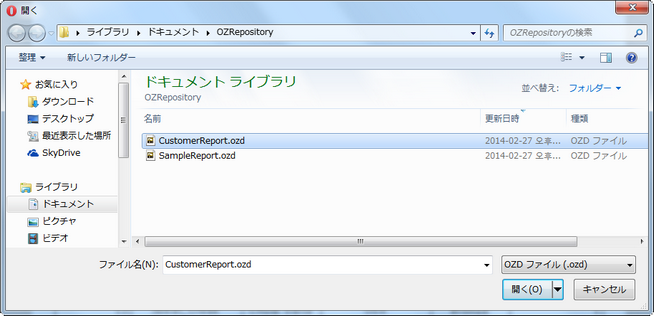 開く
ライブラリ ドキュメント OZRepository OZRepositoryの検索
整理 新しいフォルダー
お気に入り
ダウンロード
デスクトップ
最近表示した場所
SkyDrive
ライブラリ
ドキュメント
ピクチャ
ビデオ
ドキュメント ライブラリ
OZRepository
並べ替え: フォルダー
名前 更新日時 種類
CustomerReport.ozd 2014-02-27 오후... OZD ファイル
SampleReport.ozd 2014-02-27 오후... OZD ファイル
ファイル名(N): CustomerReport.ozd OZD ファイル (.ozd)
開く(O) キャンセル